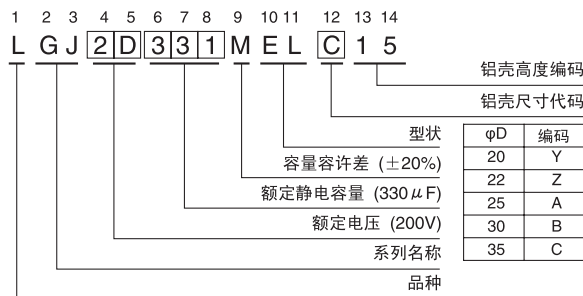 1 2 3 4 5 6 7 8 9 10 11 12 13 14
L G J 2 D 3 3 1 M E L C 1 5
铝壳高度编码
铝壳尺寸代码
型状
容量容许差 (±20%)
额定静电容量 (330μF)
额定电压 (200V)
系列名称
品种
φD 编码
20 Y
22 Z
25 A
30 B
35 C